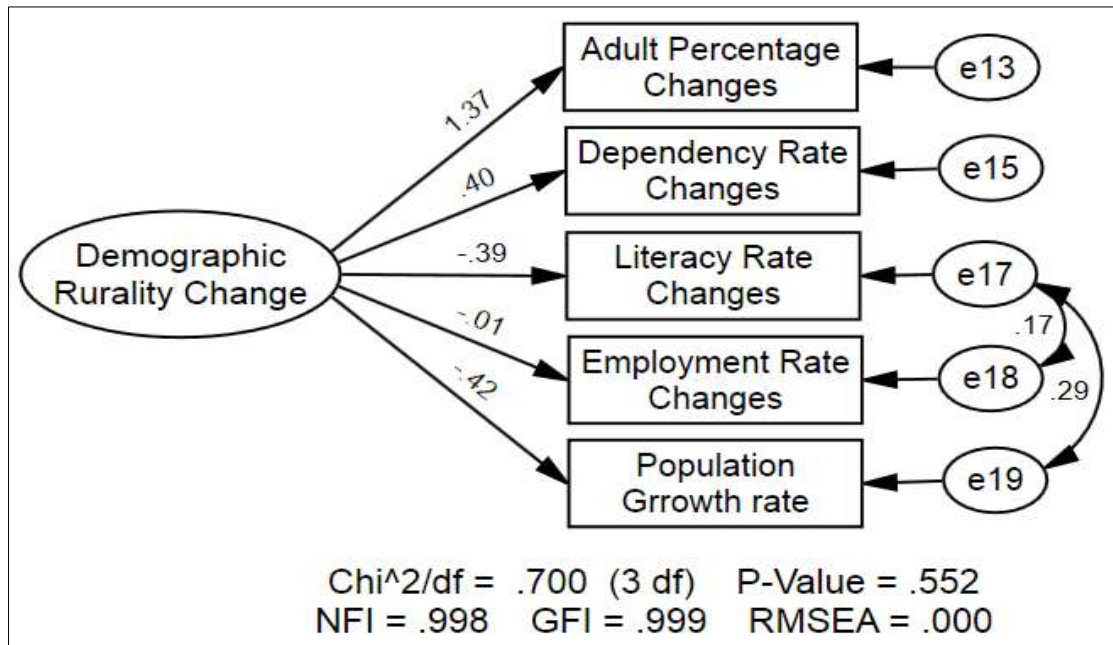 Adult Percentage
Changes
e13
1.37
Dependency Rate
Changes
e15
.40
Demographic
Rurality Change
-.39
Literacy Rate
Changes
e17
.17
-.01
Employment Rate
Changes
e18
.29
-.42
Population
Grrowth rate
e19
Chi^2/df = .700 (3 df) P-Value = .552
NFI = .998 GFI = .999 RMSEA = .000